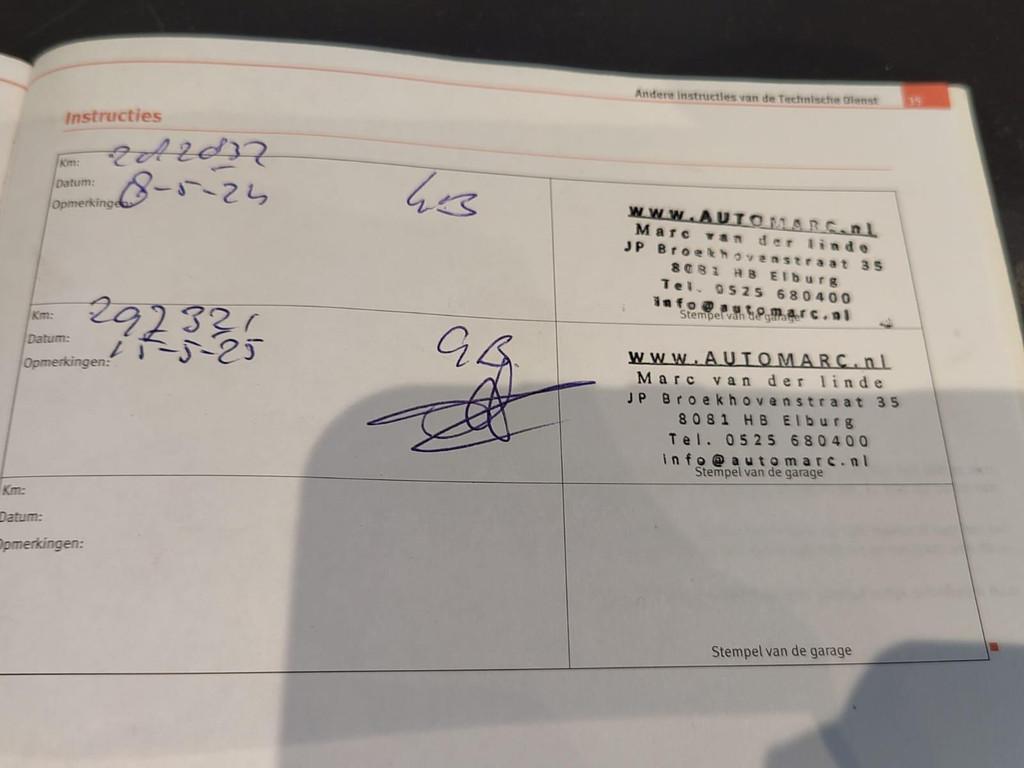 Andere instructies van de Technische Dienst
Instructies
Km:
Datum: 8-5-24
Opmerkingen:
www.AUTOMARC.nl
Marc van der linde
JP Broekhovenstraat 35
8081 HB Elburg
Tel. 0525 680400
info@automarc.nl
Stempel van de garage
Km: 292321
Datum: 15-5-25
Opmerkingen: GB
www.AUTOMARC.nl
Marc van der linde
JP Broekhovenstraat 35
8081 HB Elburg
Tel. 0525 680400
info@automarc.nl
Stempel van de garage
Km:
Datum:
Opmerkingen:
Stempel van de garage